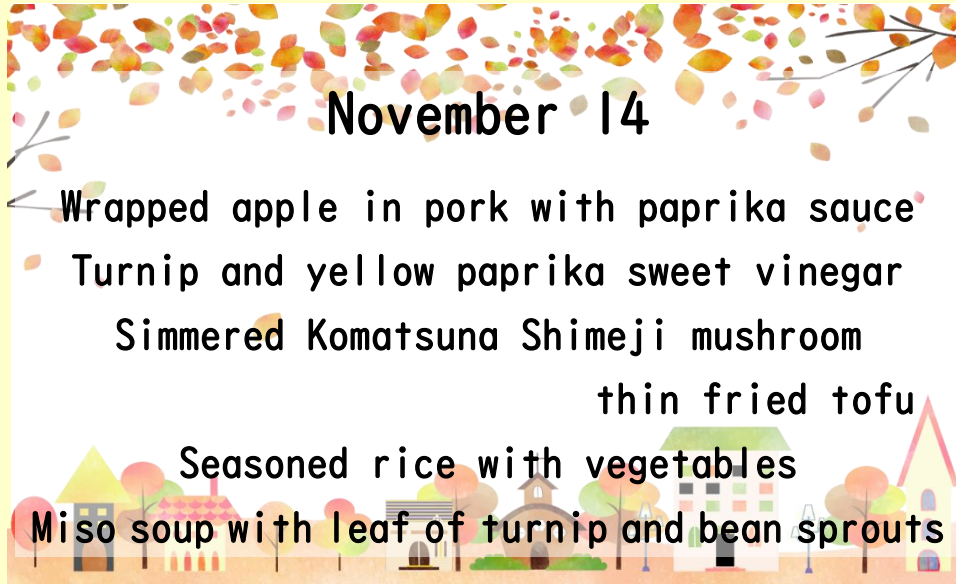 November 14
Wrapped apple in pork with paprika sauce
Turnip and yellow paprika sweet vinegar
Simmered Komatsuna Shimeji mushroom
thin fried tofu
Seasoned rice with vegetables
Miso soup with leaf of turnip and bean sprouts